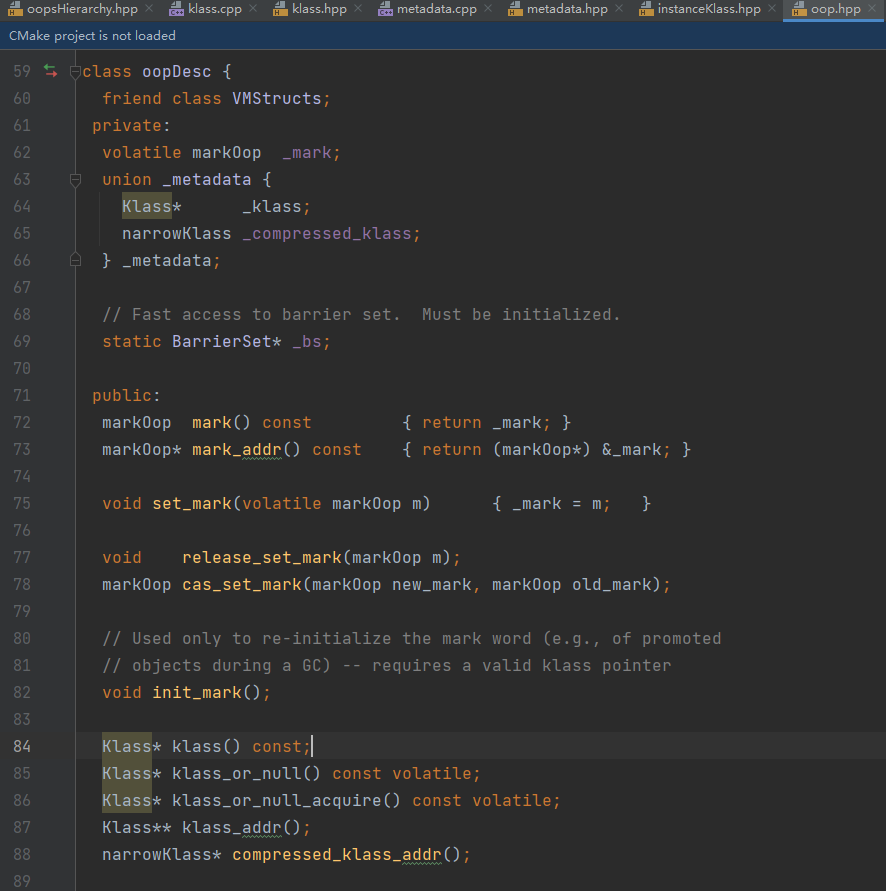 oopsHierarchy.hpp klass.cpp klass.hpp metadata.cpp metadata.hpp instanceKlass.hpp oop.hpp
CMake project is not loaded
59 class oopDesc {
60   friend class VMStructs;
61  private:
62   volatile markOop  _mark;
63   union _metadata {
64     Klass*      _klass;
65     narrowKlass _compressed_klass;
66   } _metadata;
67
68   // Fast access to barrier set.  Must be initialized.
69   static BarrierSet* _bs;
70
71  public:
72   markOop  mark() const         { return _mark; }
73   markOop* mark_addr() const    { return (markOop*) &_mark; }
74
75   void set_mark(volatile markOop m)      { _mark = m;   }
76
77   void    release_set_mark(markOop m);
78   markOop cas_set_mark(markOop new_mark, markOop old_mark);
79
80   // Used only to re-initialize the mark word (e.g., of promoted
81   // objects during a GC) -- requires a valid klass pointer
82   void init_mark();
83
84   Klass* klass() const;
85   Klass* klass_or_null() const volatile;
86   Klass* klass_or_null_acquire() const volatile;
87   Klass** klass_addr();
88   narrowKlass* compressed_klass_addr();
89